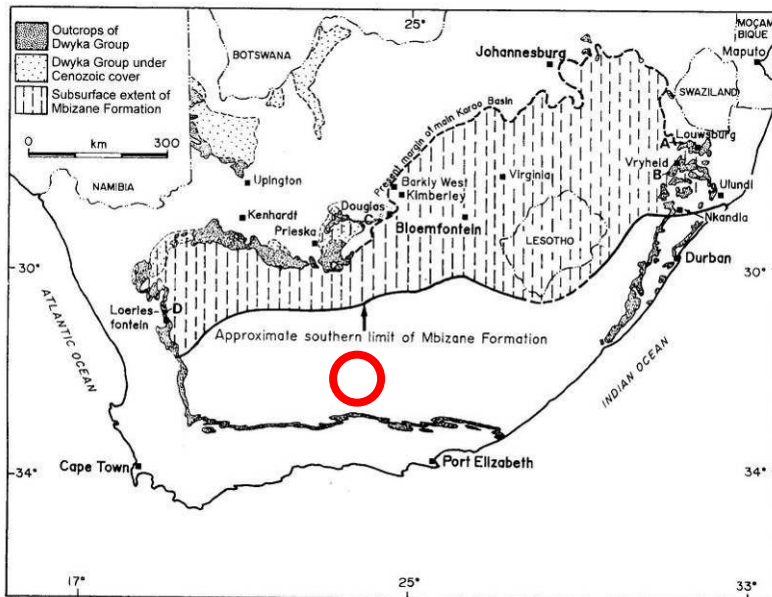 Outcrops of
Dwyka Group
Dwyka Group under
Cenozoic cover
Subsurface extent of
Mbizane Formation
0 km 300
25°
MOÇAM
BIQUE
Maputo
BOTSWANA
Johannesburg
SWAZILAND
Present margin of main Karoo Basin
A
Louwsburg
Vryheid
B
NAMIBIA
Upington
Barkly West
Kimberley
Virginia
Ulundi
Kenhardt
Douglas
C
Prieska
Bloemfontein
Nkandla
LESOTHO
30°
Durban
30°
Loeries-
fontein
D
ATLANTIC OCEAN
Approximate southern limit of Mbizane Formation
INDIAN OCEAN
Cape Town
Port Elizabeth
34°
34°
17°
25°
33°